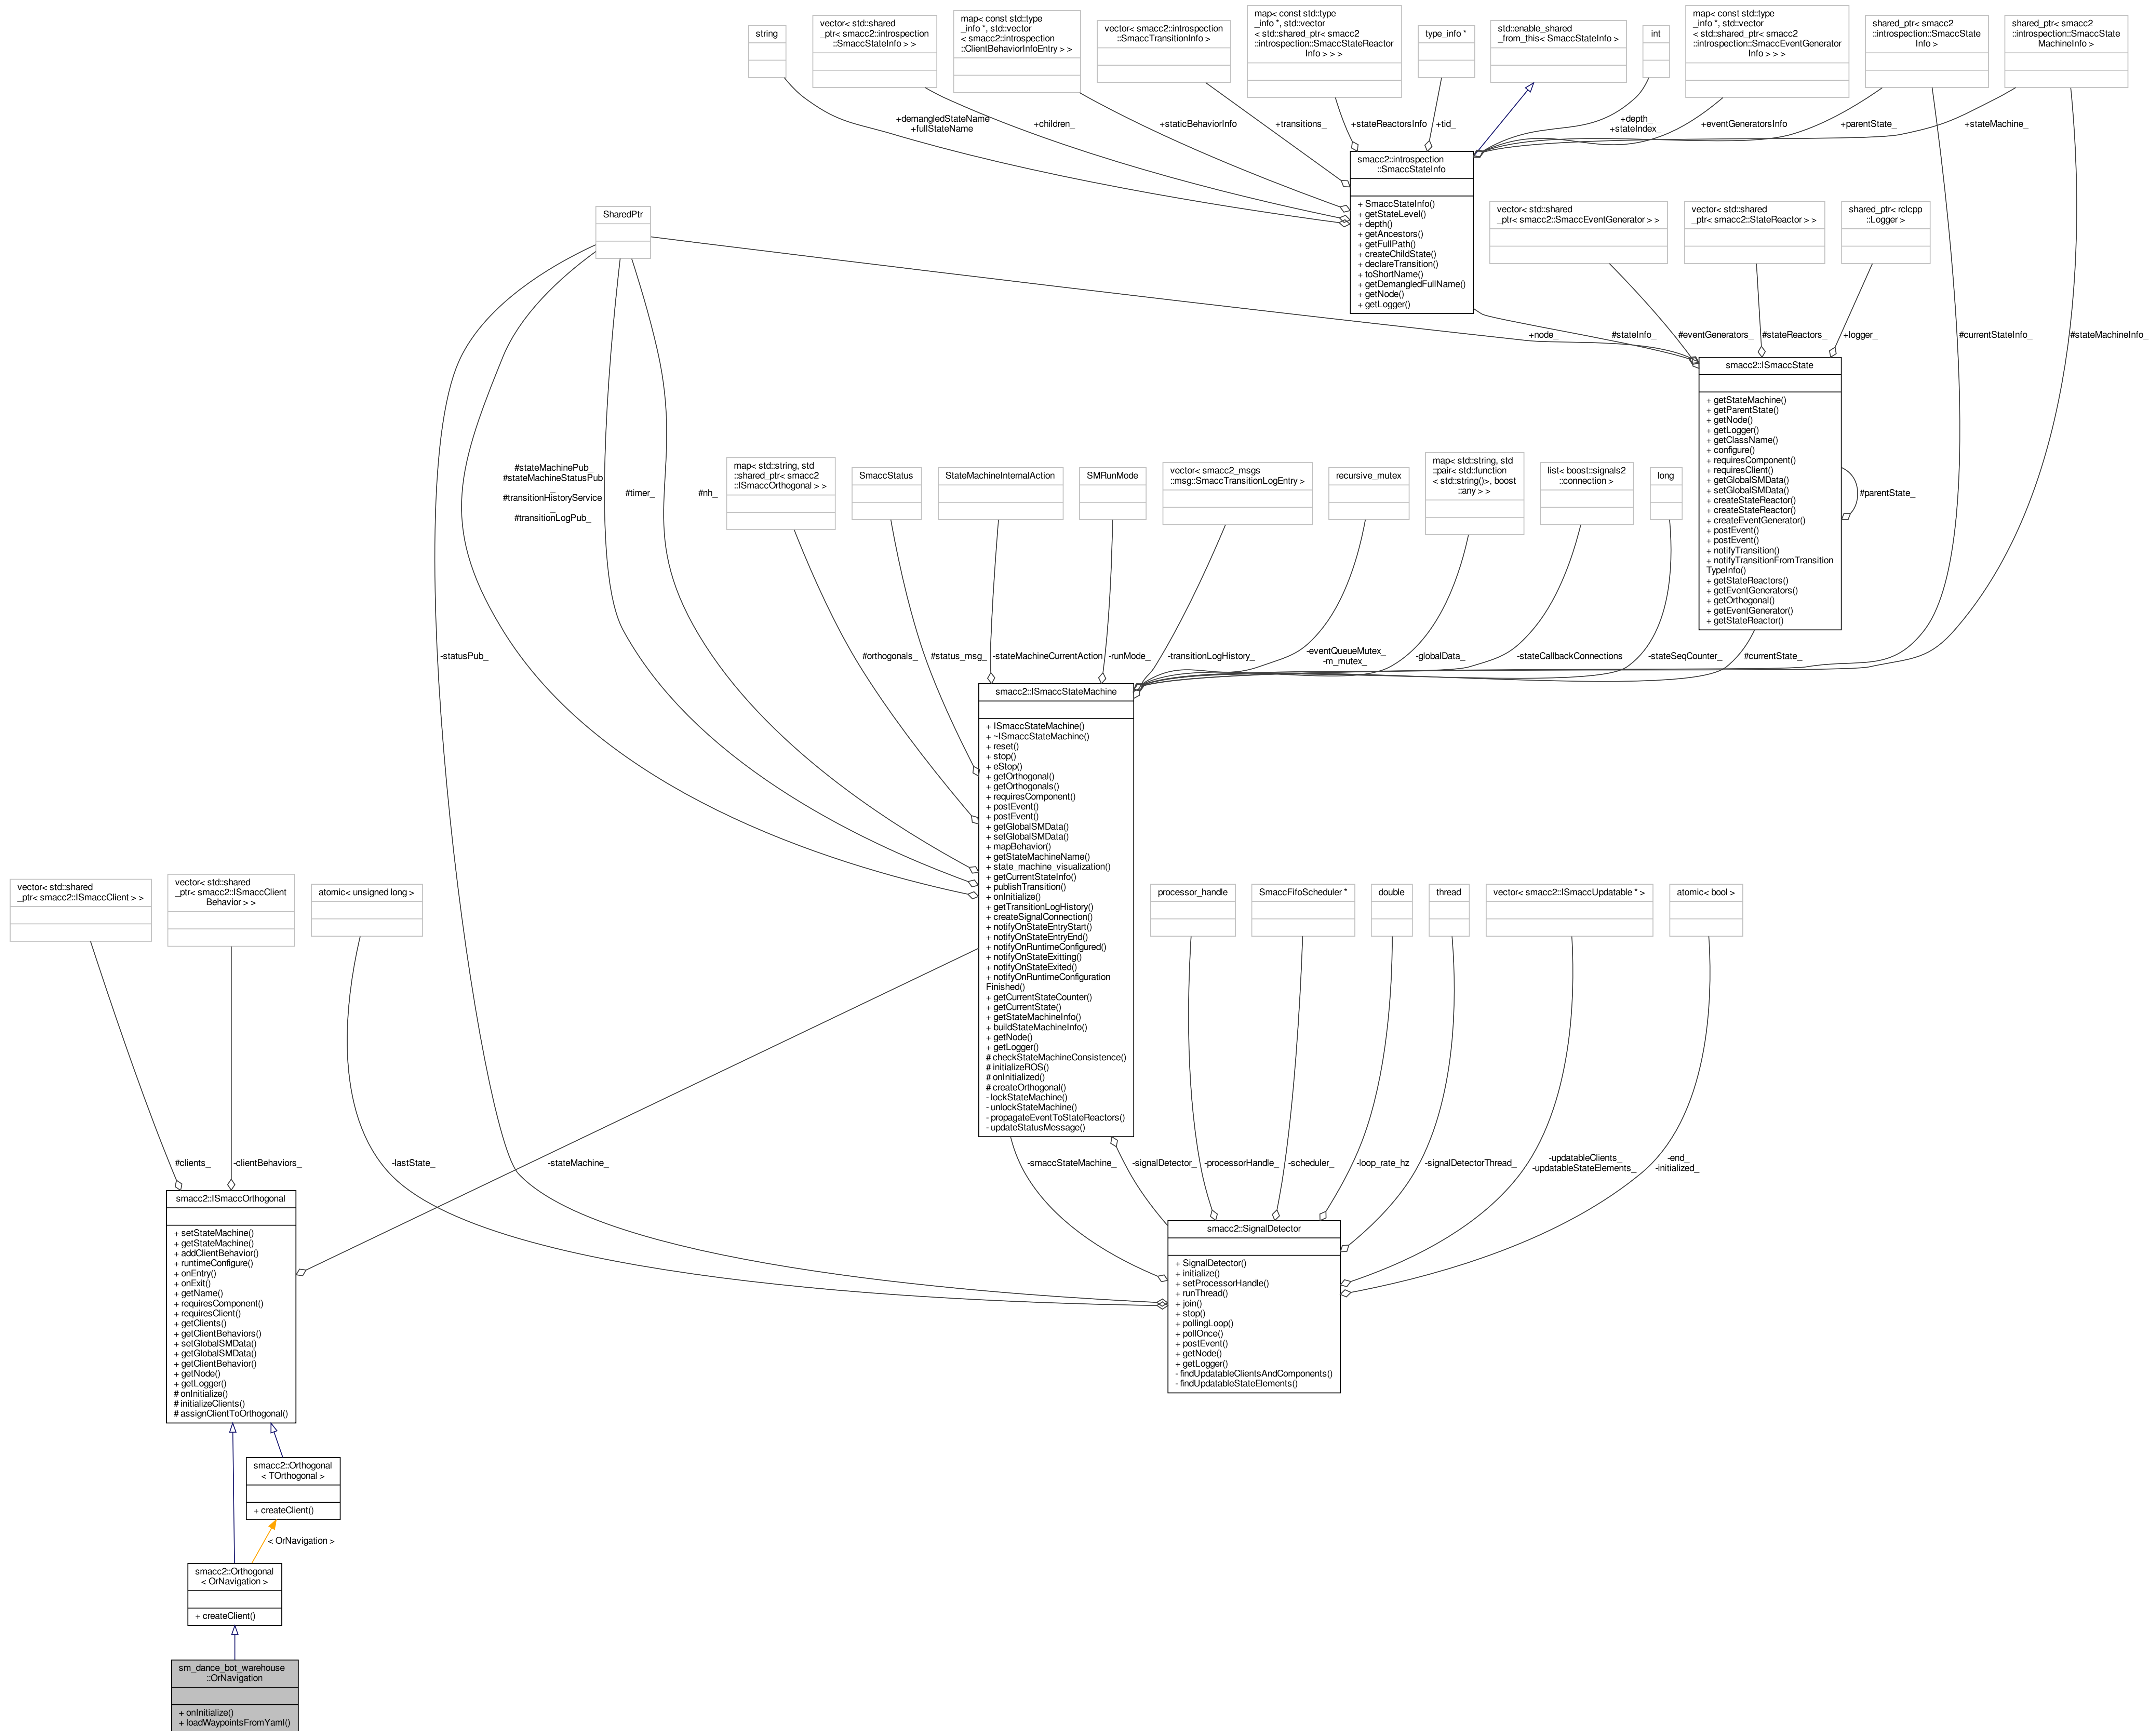 string
vector< std::shared
_ptr< smacc2::introspection
::SmaccStateInfo > >
map< const std::type
_info *, std::vector
< smacc2::introspection
::ClientBehaviorInfoEntry > >
vector< smacc2::introspection
::SmaccTransitionInfo >
map< const std::type
_info *, std::vector
< std::shared_ptr< smacc2
::introspection::SmaccStateReactor
Info > > >
type_info *
std::enable_shared
_from_this< SmaccStateInfo >
int
map< const std::type
_info *, std::vector
< std::shared_ptr< smacc2
::introspection::SmaccEventGenerator
Info > > >
shared_ptr< smacc2
::introspection::SmaccState
Info >
shared_ptr< smacc2
::introspection::SmaccState
MachineInfo >
+demangledStateName
+fullStateName
+children_
+staticBehaviorInfo
+transitions_
+stateReactorsInfo
+tid_
+depth_
+stateIndex_
+eventGeneratorsInfo
+parentState_
+stateMachine_
smacc2::introspection
::SmaccStateInfo
+ SmaccStateInfo()
+ getStateLevel()
+ depth()
+ getAncestors()
+ getFullPath()
+ createChildState()
+ declareTransition()
+ toShortName()
+ getDemangledFullName()
+ getNode()
+ getLogger()
SharedPtr
vector< std::shared
_ptr< smacc2::SmaccEventGenerator > >
vector< std::shared
_ptr< smacc2::StateReactor > >
shared_ptr< rclcpp
::Logger >
+node_
#stateInfo_
#eventGenerators_
#stateReactors_
+logger_
#currentStateInfo_
#stateMachineInfo_
smacc2::ISmaccState
+ getStateMachine()
+ getParentState()
+ getNode()
+ getLogger()
+ getClassName()
+ configure()
+ requiresComponent()
+ requiresClient()
+ getGlobalSMData()
+ setGlobalSMData()
+ createStateReactor()
+ createStateReactor()
+ createEventGenerator()
+ postEvent()
+ postEvent()
+ notifyTransition()
+ notifyTransitionFromTransition
TypeInfo()
+ getStateReactors()
+ getEventGenerators()
+ getOrthogonal()
+ getEventGenerator()
+ getStateReactor()
#parentState_
#stateMachinePub_
#stateMachineStatusPub
_
#transitionHistoryService
_
#transitionLogPub_
#timer_
#nh_
map< std::string, std
::shared_ptr< smacc2
::ISmaccOrthogonal > >
SmaccStatus
StateMachineInternalAction
SMRunMode
vector< smacc2_msgs
::msg::SmaccTransitionLogEntry >
recursive_mutex
map< std::string, std
::pair< std::function
< std::string()>, boost
::any > >
list< boost::signals2
::connection >
long
-statusPub_
#orthogonals_
#status_msg_
-stateMachineCurrentAction
-runMode_
-transitionLogHistory_
-eventQueueMutex_
-m_mutex_
-globalData_
-stateCallbackConnections
-stateSeqCounter_
#currentState_
smacc2::ISmaccStateMachine
+ ISmaccStateMachine()
+ ~ISmaccStateMachine()
+ reset()
+ stop()
+ eStop()
+ getOrthogonal()
+ getOrthogonals()
+ requiresComponent()
+ postEvent()
+ postEvent()
+ getGlobalSMData()
+ setGlobalSMData()
+ mapBehavior()
+ getStateMachineName()
+ state_machine_visualization()
+ getCurrentStateInfo()
+ publishTransition()
+ onInitialize()
+ getTransitionLogHistory()
+ createSignalConnection()
+ notifyOnStateEntryStart()
+ notifyOnStateEntryEnd()
+ notifyOnRuntimeConfigured()
+ notifyOnStateExitting()
+ notifyOnStateExited()
+ notifyOnRuntimeConfiguration
Finished()
+ getCurrentStateCounter()
+ getCurrentState()
+ getStateMachineInfo()
+ buildStateMachineInfo()
+ getNode()
+ getLogger()
# checkStateMachineConsistence()
# initializeROS()
# onInitialized()
# createOrthogonal()
- lockStateMachine()
- unlockStateMachine()
- propagateEventToStateReactors()
- updateStatusMessage()
vector< std::shared
_ptr< smacc2::ISmaccClient > >
vector< std::shared
_ptr< smacc2::ISmaccClient
Behavior > >
atomic< unsigned long >
processor_handle
SmaccFifoScheduler *
double
thread
vector< smacc2::ISmaccUpdatable * >
atomic< bool >
#clients_
-clientBehaviors_
-lastState_
-stateMachine_
-smaccStateMachine_
-signalDetector_
-processorHandle_
-scheduler_
-loop_rate_hz
-signalDetectorThread_
-updatableClients_
-updatableStateElements_
-end_
-initialized_
smacc2::ISmaccOrthogonal
+ setStateMachine()
+ getStateMachine()
+ addClientBehavior()
+ runtimeConfigure()
+ onEntry()
+ onExit()
+ getName()
+ requiresComponent()
+ requiresClient()
+ getClients()
+ getClientBehaviors()
+ setGlobalSMData()
+ getGlobalSMData()
+ getClientBehavior()
+ getNode()
+ getLogger()
# onInitialize()
# initializeClients()
# assignClientToOrthogonal()
smacc2::SignalDetector
+ SignalDetector()
+ initialize()
+ setProcessorHandle()
+ runThread()
+ join()
+ stop()
+ pollingLoop()
+ pollOnce()
+ postEvent()
+ getNode()
+ getLogger()
- findUpdatableClientsAndComponents()
- findUpdatableStateElements()
smacc2::Orthogonal
< TOrthogonal >
+ createClient()
< OrNavigation >
smacc2::Orthogonal
< OrNavigation >
+ createClient()
sm_dance_bot_warehouse
::OrNavigation
+ onInitialize()
+ loadWaypointsFromYaml()